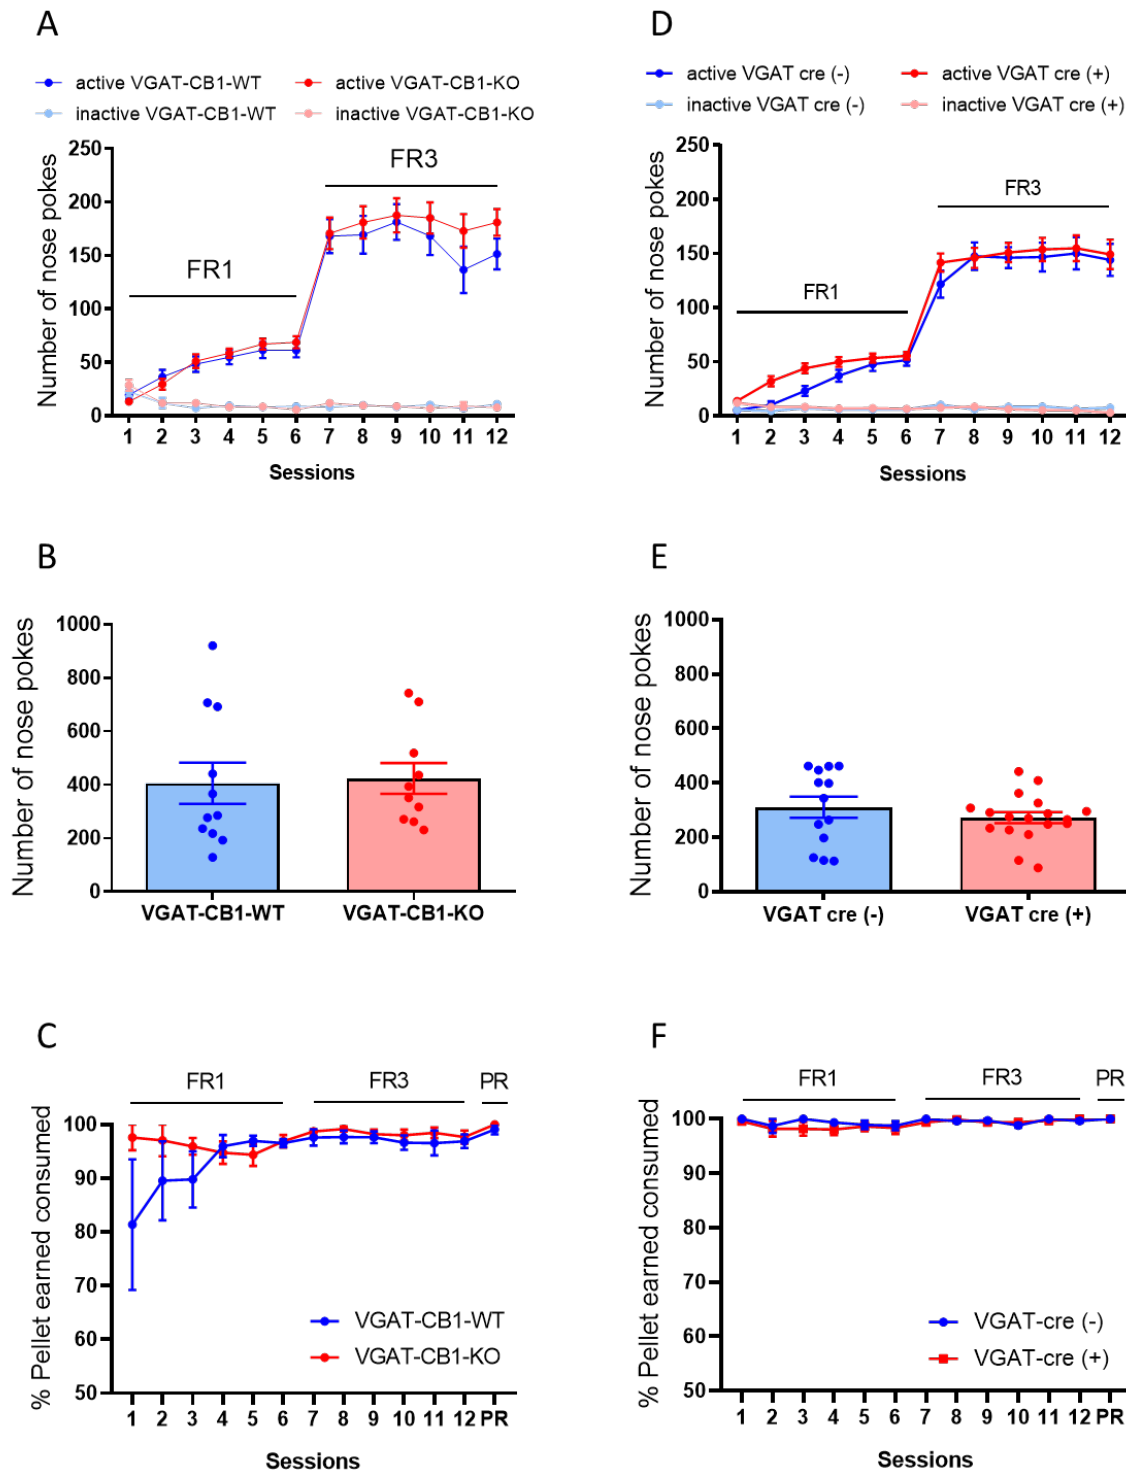 A
active VGAT-CB1-WT
active VGAT-CB1-KO
inactive VGAT-CB1-WT
inactive VGAT-CB1-KO
Number of nose pokes
250
200
150
100
50
0
FR1
FR3
1 2 3 4 5 6 7 8 9 10 11 12
Sessions
D
active VGAT cre (-)
active VGAT cre (+)
inactive VGAT cre (-)
inactive VGAT cre (+)
Number of nose pokes
250
200
150
100
50
0
FR1
FR3
1 2 3 4 5 6 7 8 9 10 11 12
Sessions
B
Number of nose pokes
1000
800
600
400
200
0
VGAT-CB1-WT VGAT-CB1-KO
E
Number of nose pokes
1000
800
600
400
200
0
VGAT cre (-) VGAT cre (+)
C
FR1 FR3 PR
% Pellet earned consumed
100
90
80
70
60
50
VGAT-CB1-WT
VGAT-CB1-KO
1 2 3 4 5 6 7 8 9 10 11 12 PR
Sessions
F
FR1 FR3 PR
% Pellet earned consumed
100
90
80
70
60
50
VGAT-cre (-)
VGAT-cre (+)
1 2 3 4 5 6 7 8 9 10 11 12 PR
Sessions